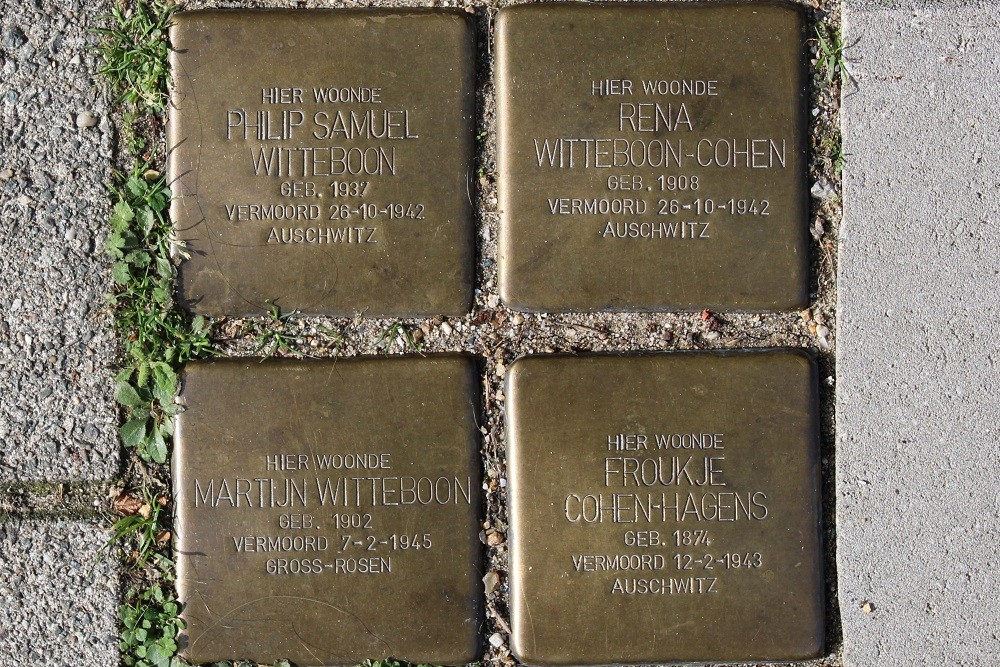 HIER WOONDE
PHILIP SAMUEL
WITTEBOON
GEB. 1937
VERMOORD 26-10-1942
AUSCHWITZ
HIER WOONDE
RENA
WITTEBOON-COHEN
GEB. 1908
VERMOORD 26-10-1942
AUSCHWITZ
HIER WOONDE
MARTIJN WITTEBOON
GEB. 1902
VERMOORD 7-2-1945
GROSS-ROSEN
HIER WOONDE
FROUKJE
COHEN-HAGENS
GEB. 1874
VERMOORD 12-2-1943
AUSCHWITZ